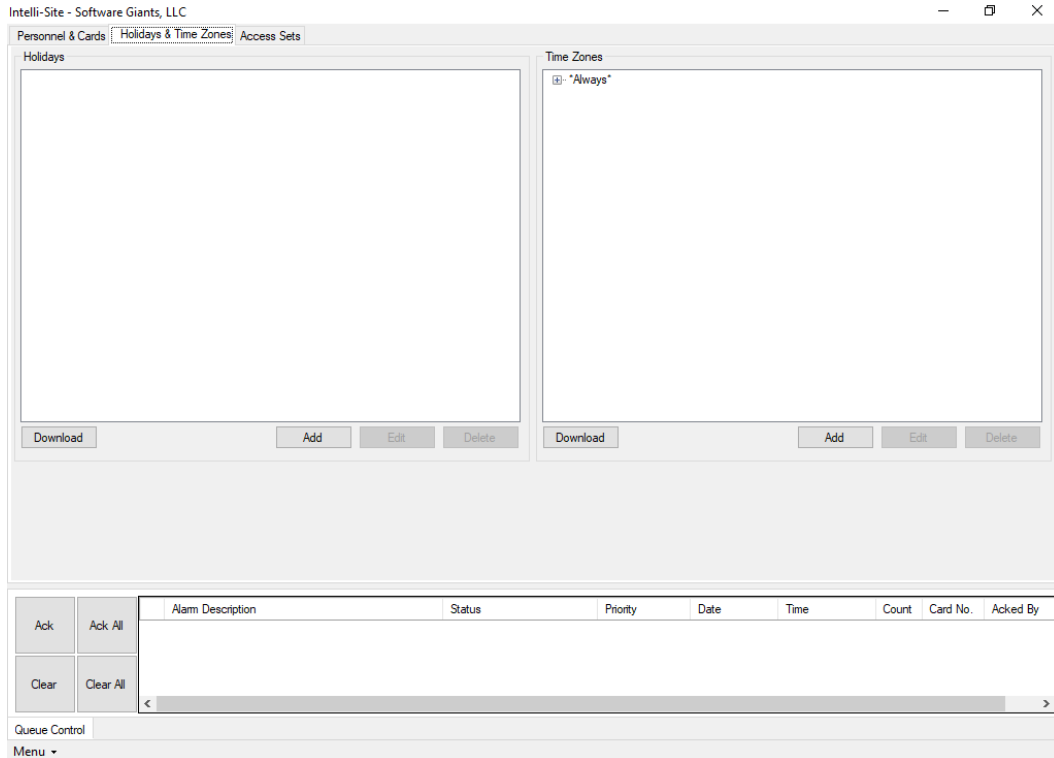 Intelli-Site - Software Giants, LLC
Personnel & Cards Holidays & Time Zones Access Sets
Holidays
Time Zones
"Always"
Download Add Edit Delete
Download Add Edit Delete
Ack Ack All
Clear Clear All
Alarm Description Status Priority Date Time Count Card No. Acked By
Queue Control
Menu